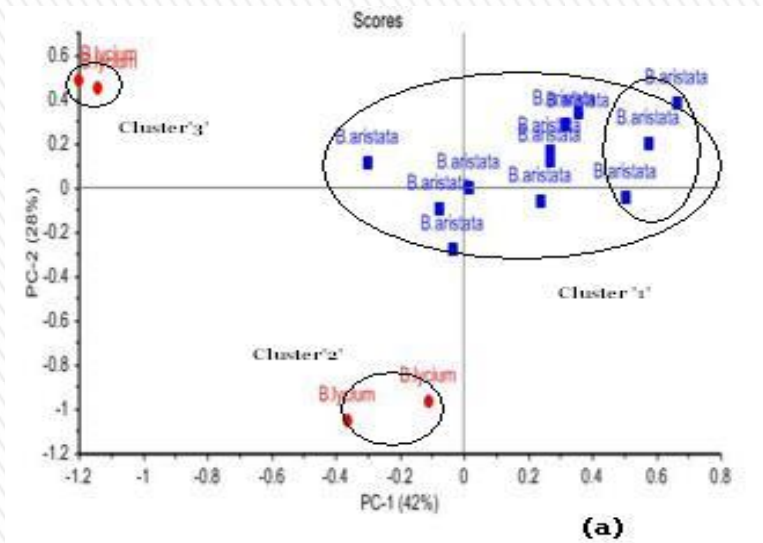 Scores
B.lycium
B.lycium
Cluster'3'
B.aristata
B.aristata
B.aristata
B.aristata
B.aristata
B.aristata
B.aristata
B.aristata
B.aristata
B.aristata
B.aristata
B.aristata
B.aristata
Cluster '1'
Cluster'2'
B.lycium
B.lycium
PC-2 (28%)
0.6
0.4
0.2
0
-0.2
-0.4
-0.6
-0.8
-1
-1.2
-1.2 -1 -0.8 -0.6 -0.4 -0.2 0 0.2 0.4 0.6 0.8
PC-1 (42%)
(a)